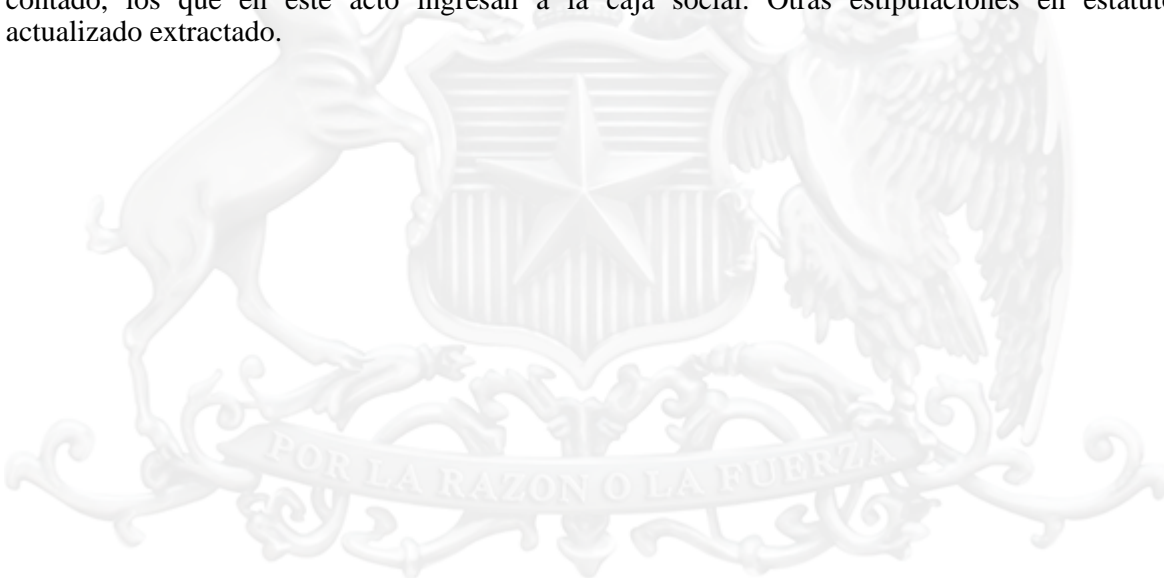 contado, los que en este acto ingresan a la caja social. Otras estipulaciones en estatuto
actualizado extractado.
POR LA RAZON O LA FUERZA